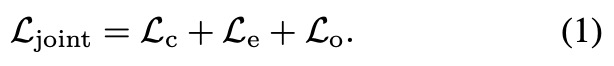 ℒ_joint = ℒ_c + ℒ_e + ℒ_o. (1)